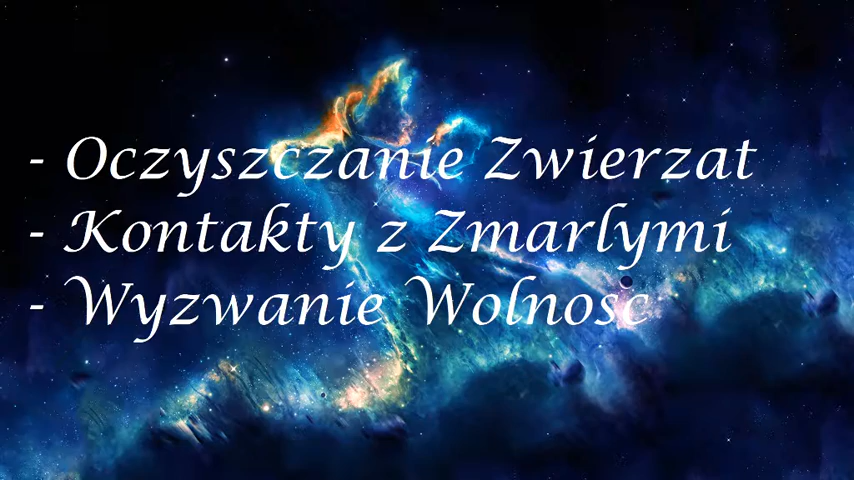 - Oczyszczanie Zwierzat
- Kontakty z Zmarlymi
- Wyzwanie Wolnosc